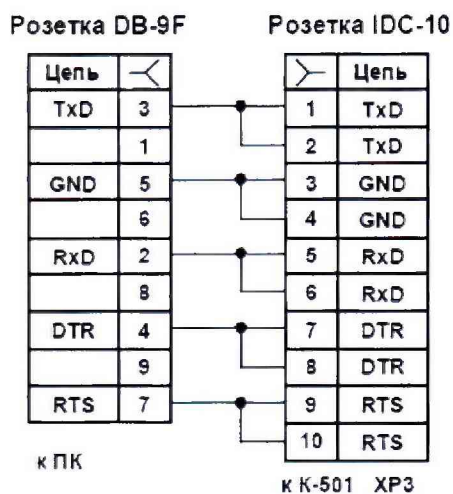 Розетка DB-9F Розетка IDC-10
Цепь Цепь
TxD 3 1 TxD
1 2 TxD
GND 5 3 GND
6 4 GND
RxD 2 5 RxD
8 6 RxD
DTR 4 7 DTR
9 8 DTR
RTS 7 9 RTS
10 RTS
к ПК
к К-501 XP3